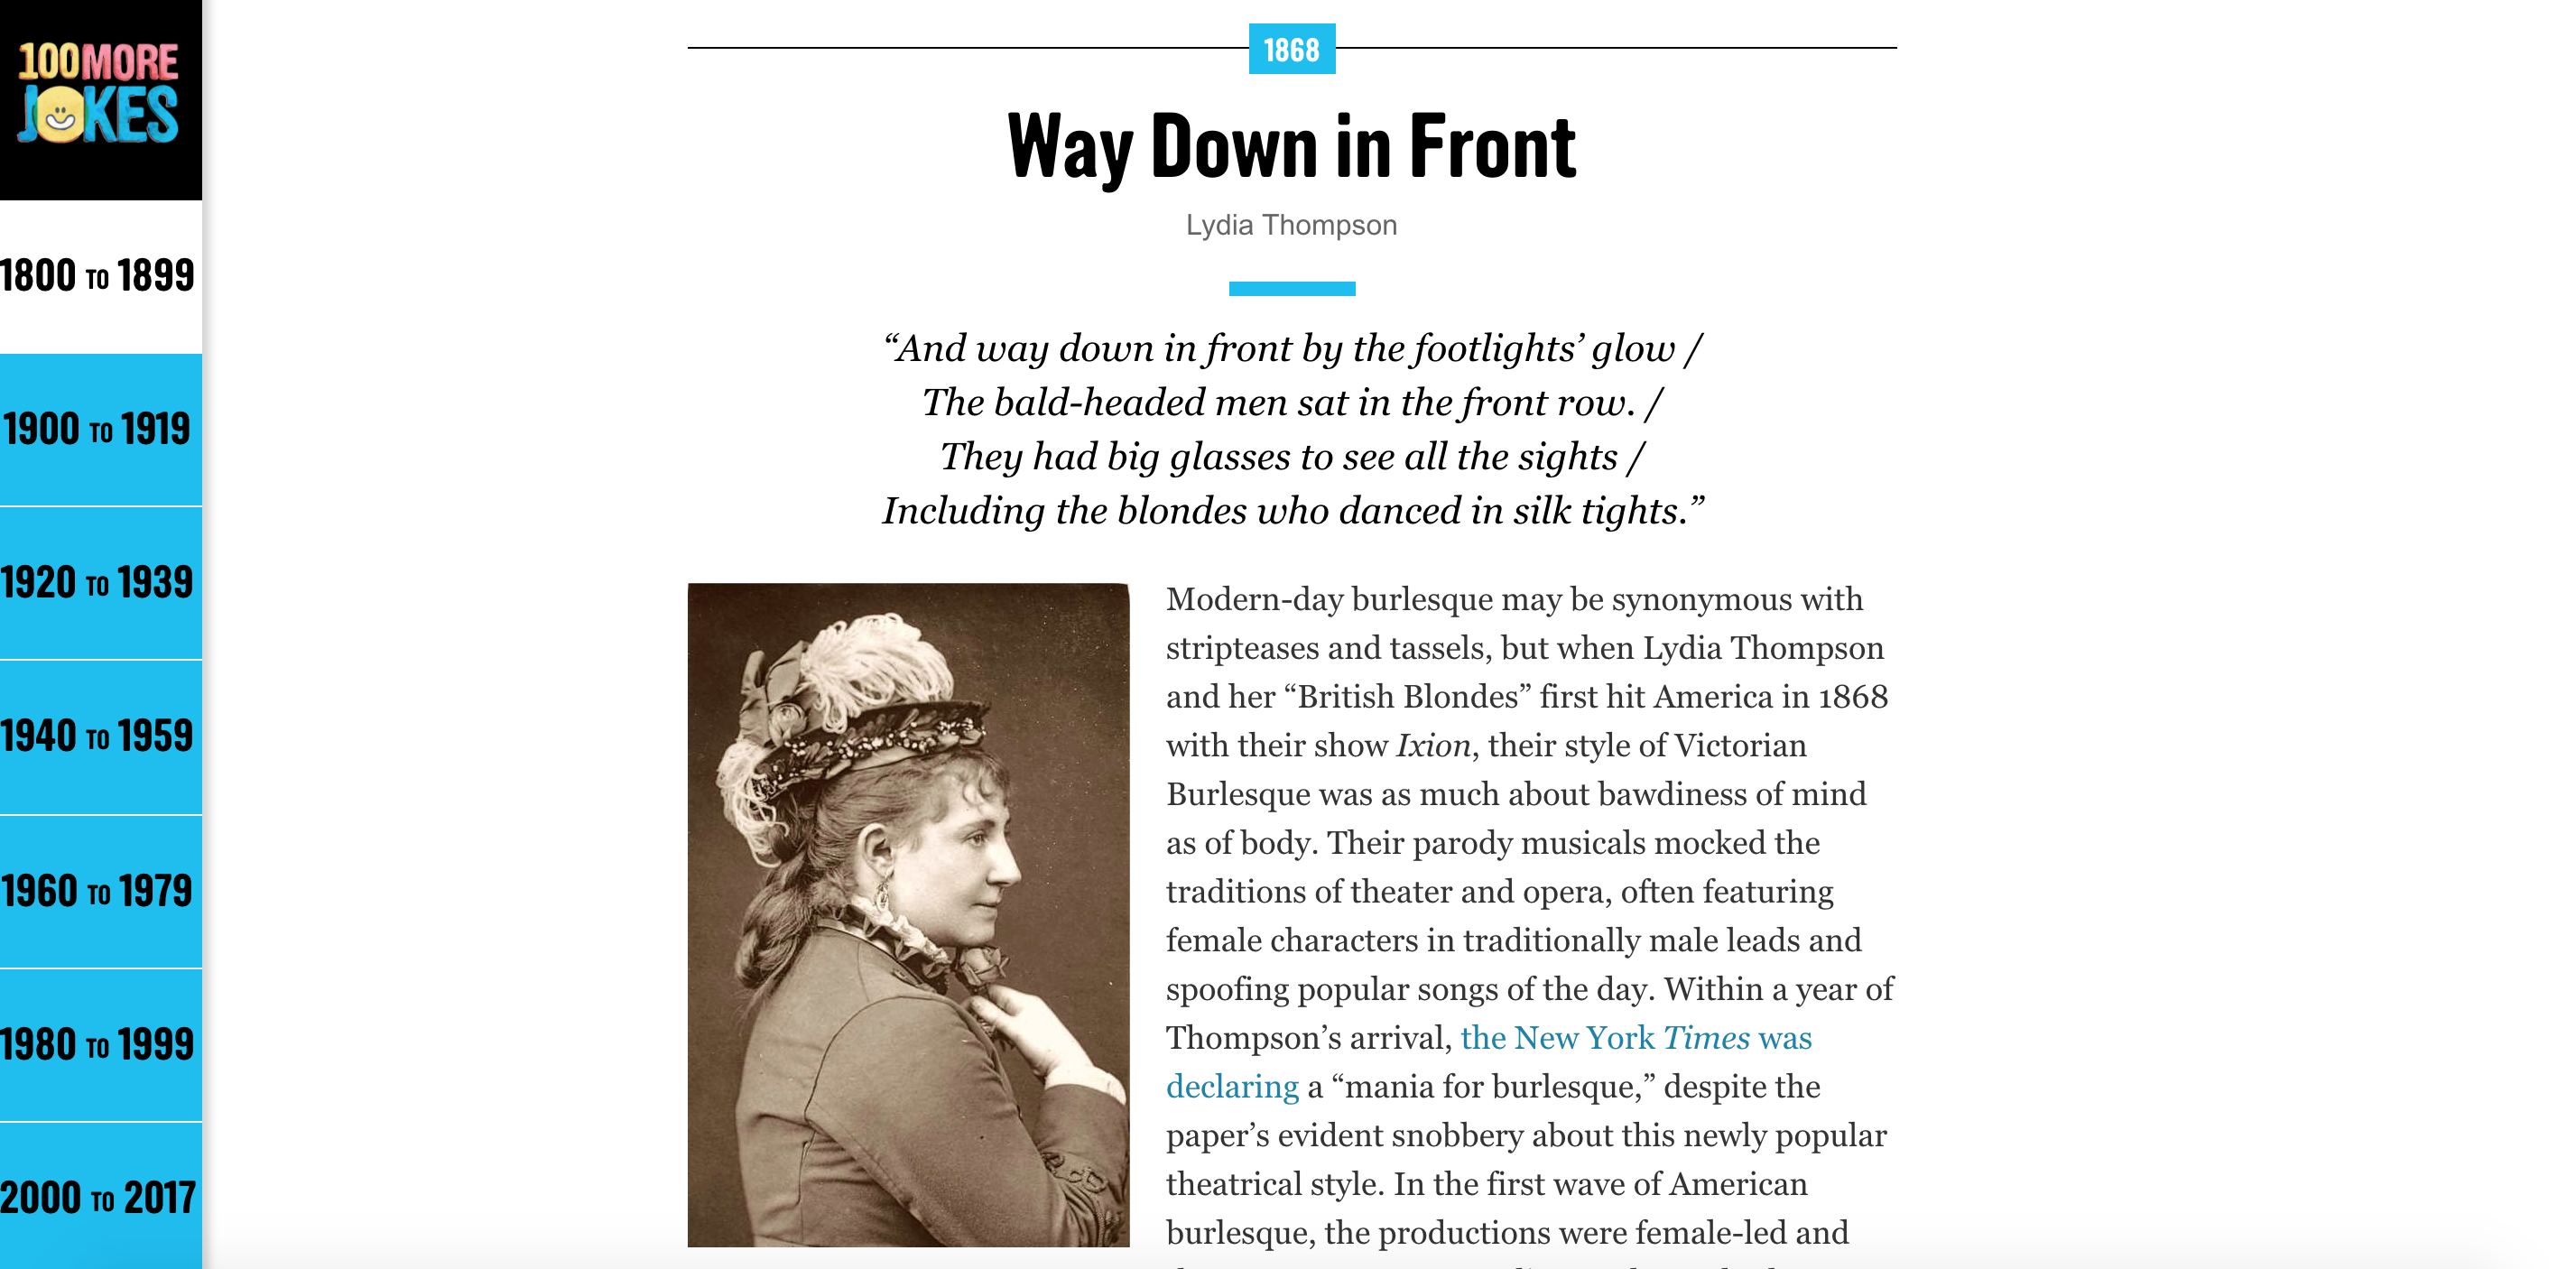 100 MORE
JOKES
1800 TO 1899
1900 TO 1919
1920 TO 1939
1940 TO 1959
1960 TO 1979
1980 TO 1999
2000 TO 2017
1868
Way Down in Front
Lydia Thompson
“And way down in front by the footlights’ glow /
The bald-headed men sat in the front row. /
They had big glasses to see all the sights /
Including the blondes who danced in silk tights.”
Modern-day burlesque may be synonymous with
stripteases and tassels, but when Lydia Thompson
and her “British Blondes” first hit America in 1868
with their show Ixion, their style of Victorian
Burlesque was as much about bawdiness of mind
as of body. Their parody musicals mocked the
traditions of theater and opera, often featuring
female characters in traditionally male leads and
spoofing popular songs of the day. Within a year of
Thompson’s arrival, the New York Times was
declaring a “mania for burlesque,” despite the
paper’s evident snobbery about this newly popular
theatrical style. In the first wave of American
burlesque, the productions were female-led and